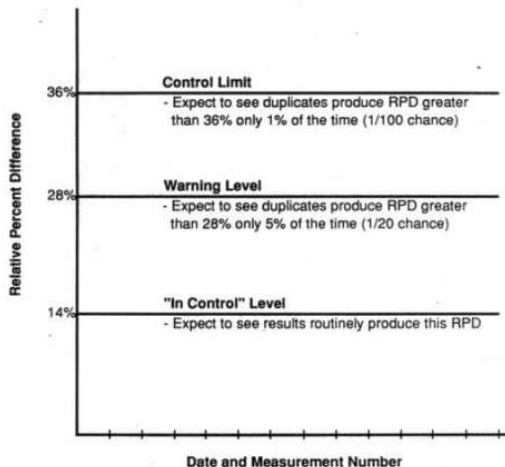 Relative Percent Difference
36%
Control Limit
- Expect to see duplicates produce RPD greater
than 36% only 1% of the time (1/100 chance)
28%
Warning Level
- Expect to see duplicates produce RPD greater
than 28% only 5% of the time (1/20 chance)
14%
"In Control" Level
- Expect to see results routinely produce this RPD
Date and Measurement Number